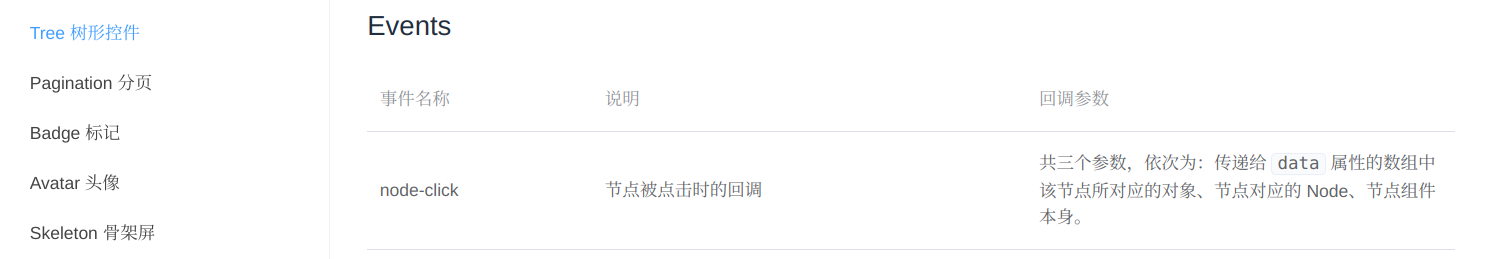 Tree 树形控件
Pagination 分页
Badge 标记
Avatar 头像
Skeleton 骨架屏
Events
事件名称 说明 回调参数
node-click 节点被点击时的回调 共三个参数，依次为：传递给 data 属性的数组中
该节点所对应的对象、节点对应的 Node、节点组件
本身。